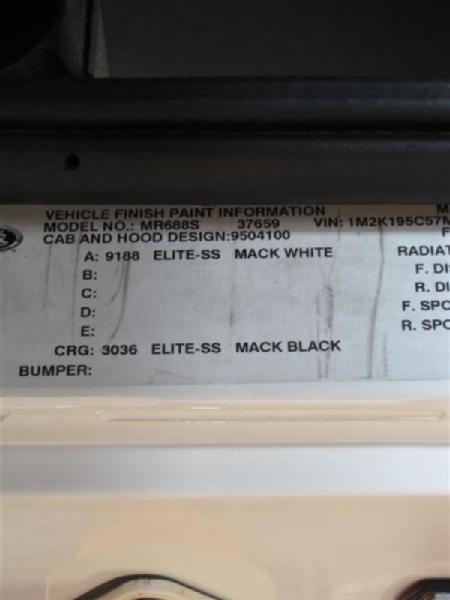 VEHICLE FINISH PAINT INFORMATION
MODEL NO.: MR688S 37659 VIN: 1M2K195C57M
CAB AND HOOD DESIGN:9504100
A: 9188 ELITE-SS MACK WHITE RADIAT
B: F. DIS
C: R. DI
D: F. SPO
E: R. SPO
CRG: 3036 ELITE-SS MACK BLACK
BUMPER: